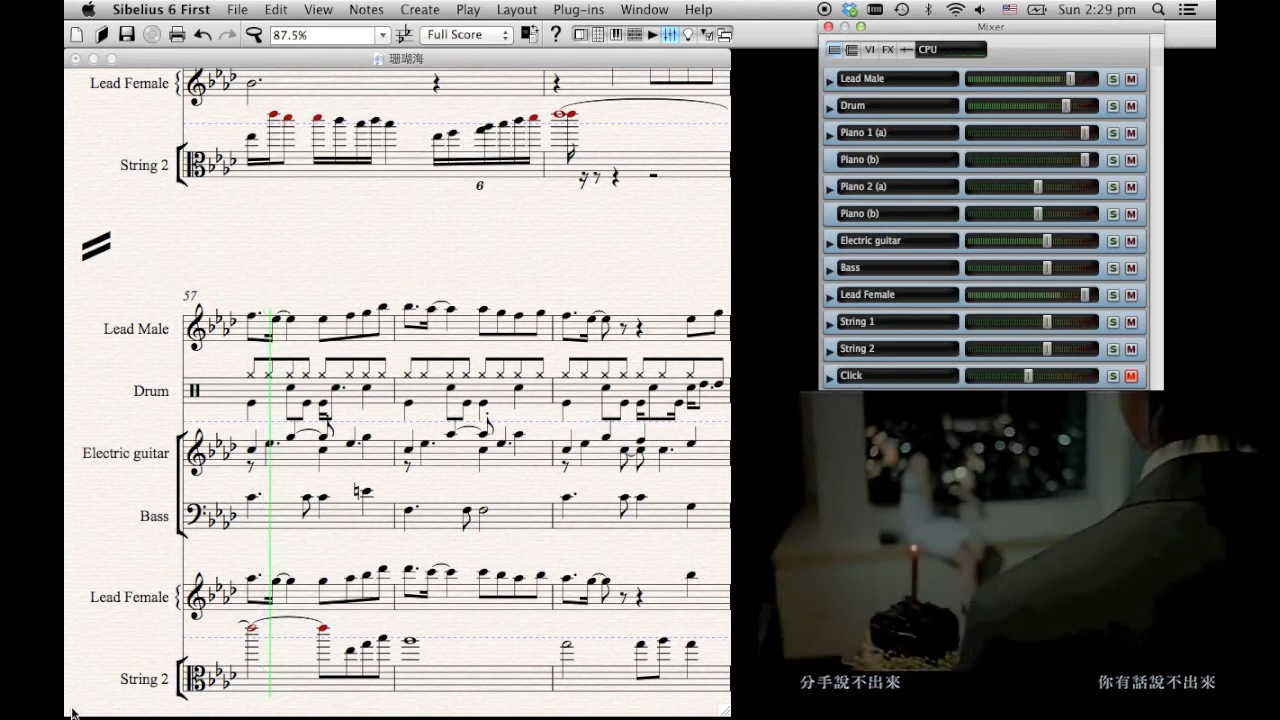 Sibelius 6 First File Edit View Notes Create Play Layout Plug-ins Window Help Sun 2:29 pm
87.5% Full Score ?
珊瑚海
Lead Female
String 2
6
57
Lead Male
Drum
Electric guitar
Bass
Lead Female
String 2
Mixer
VI FX CPU
Lead Male S M
Drum S M
Piano 1 (a) S M
Piano (b) S M
Piano 2 (a) S M
Piano (b) S M
Electric guitar S M
Bass S M
Lead Female S M
String 1 S M
String 2 S M
Click S M
分手說不出來 你有話說不出來